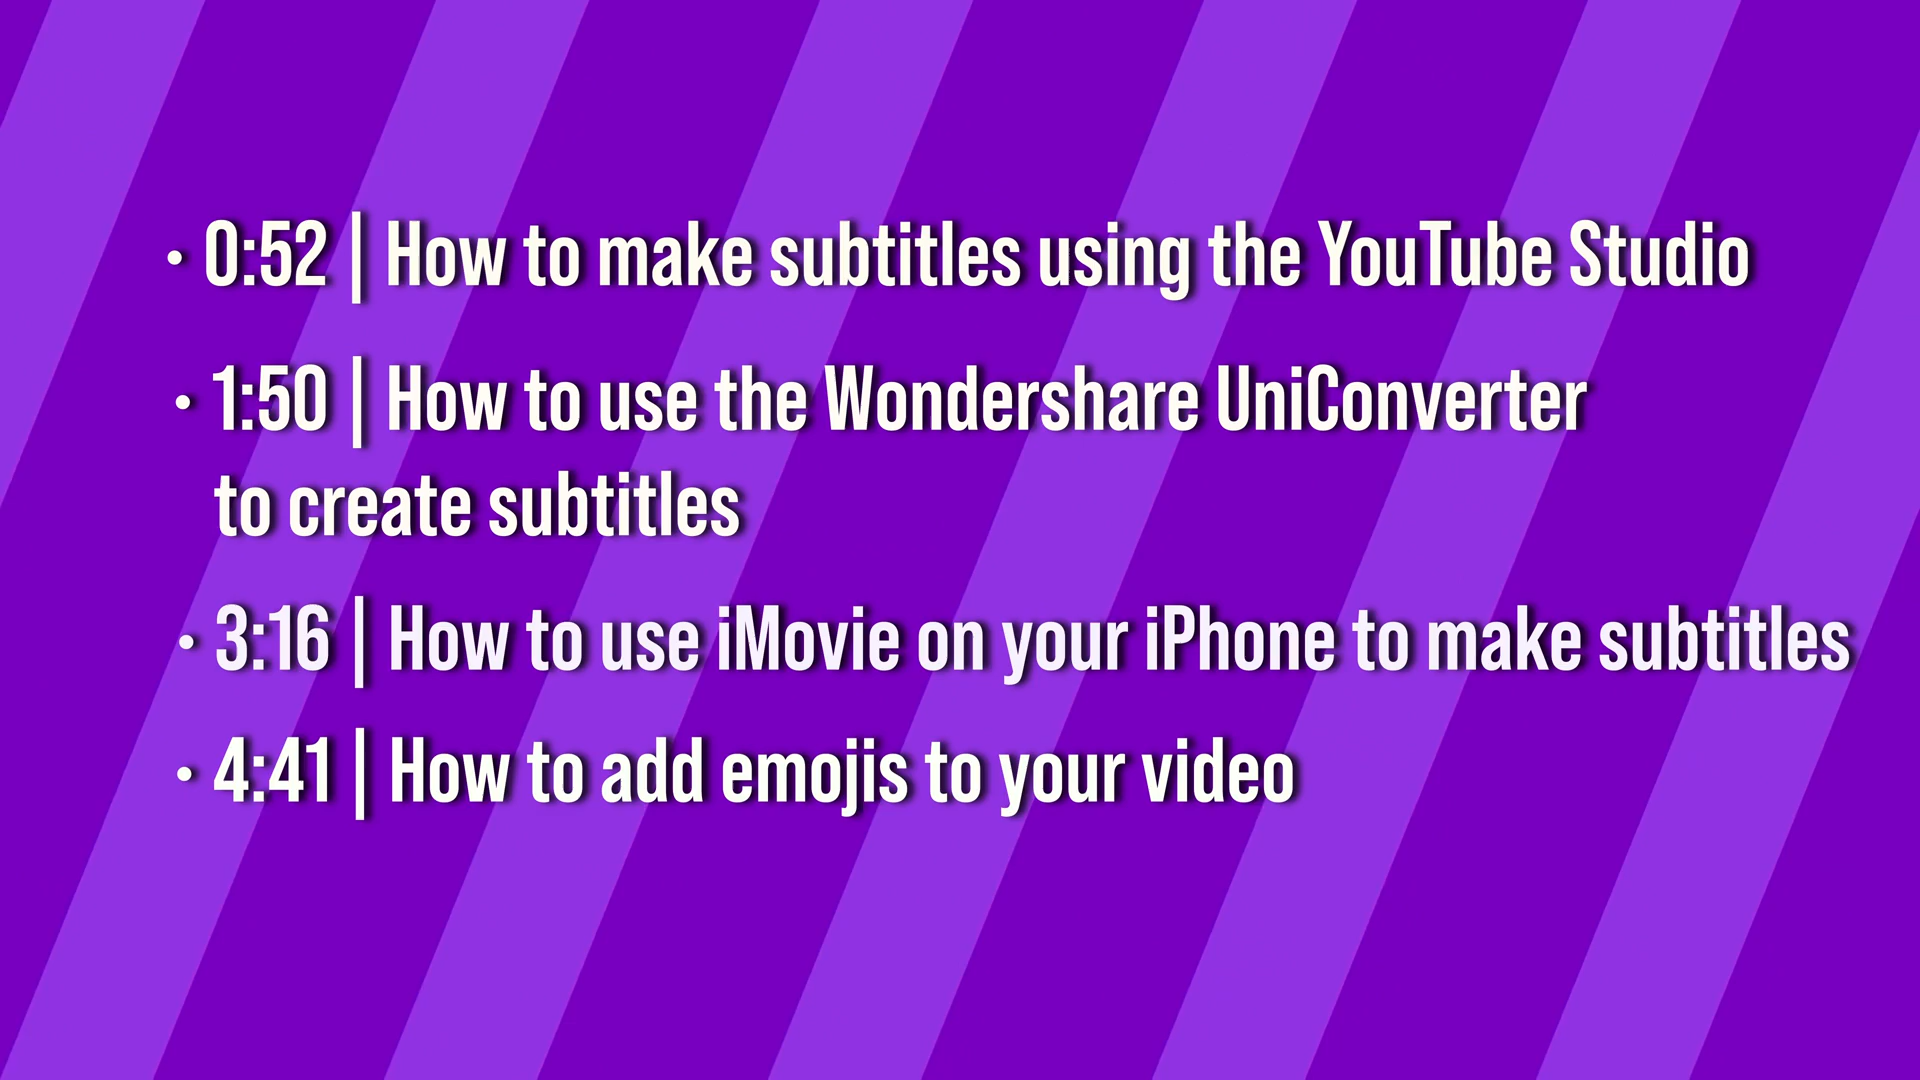 • 0:52 | How to make subtitles using the YouTube Studio
• 1:50 | How to use the Wondershare UniConverter
to create subtitles
• 3:16 | How to use iMovie on your iPhone to make subtitles
• 4:41 | How to add emojis to your video